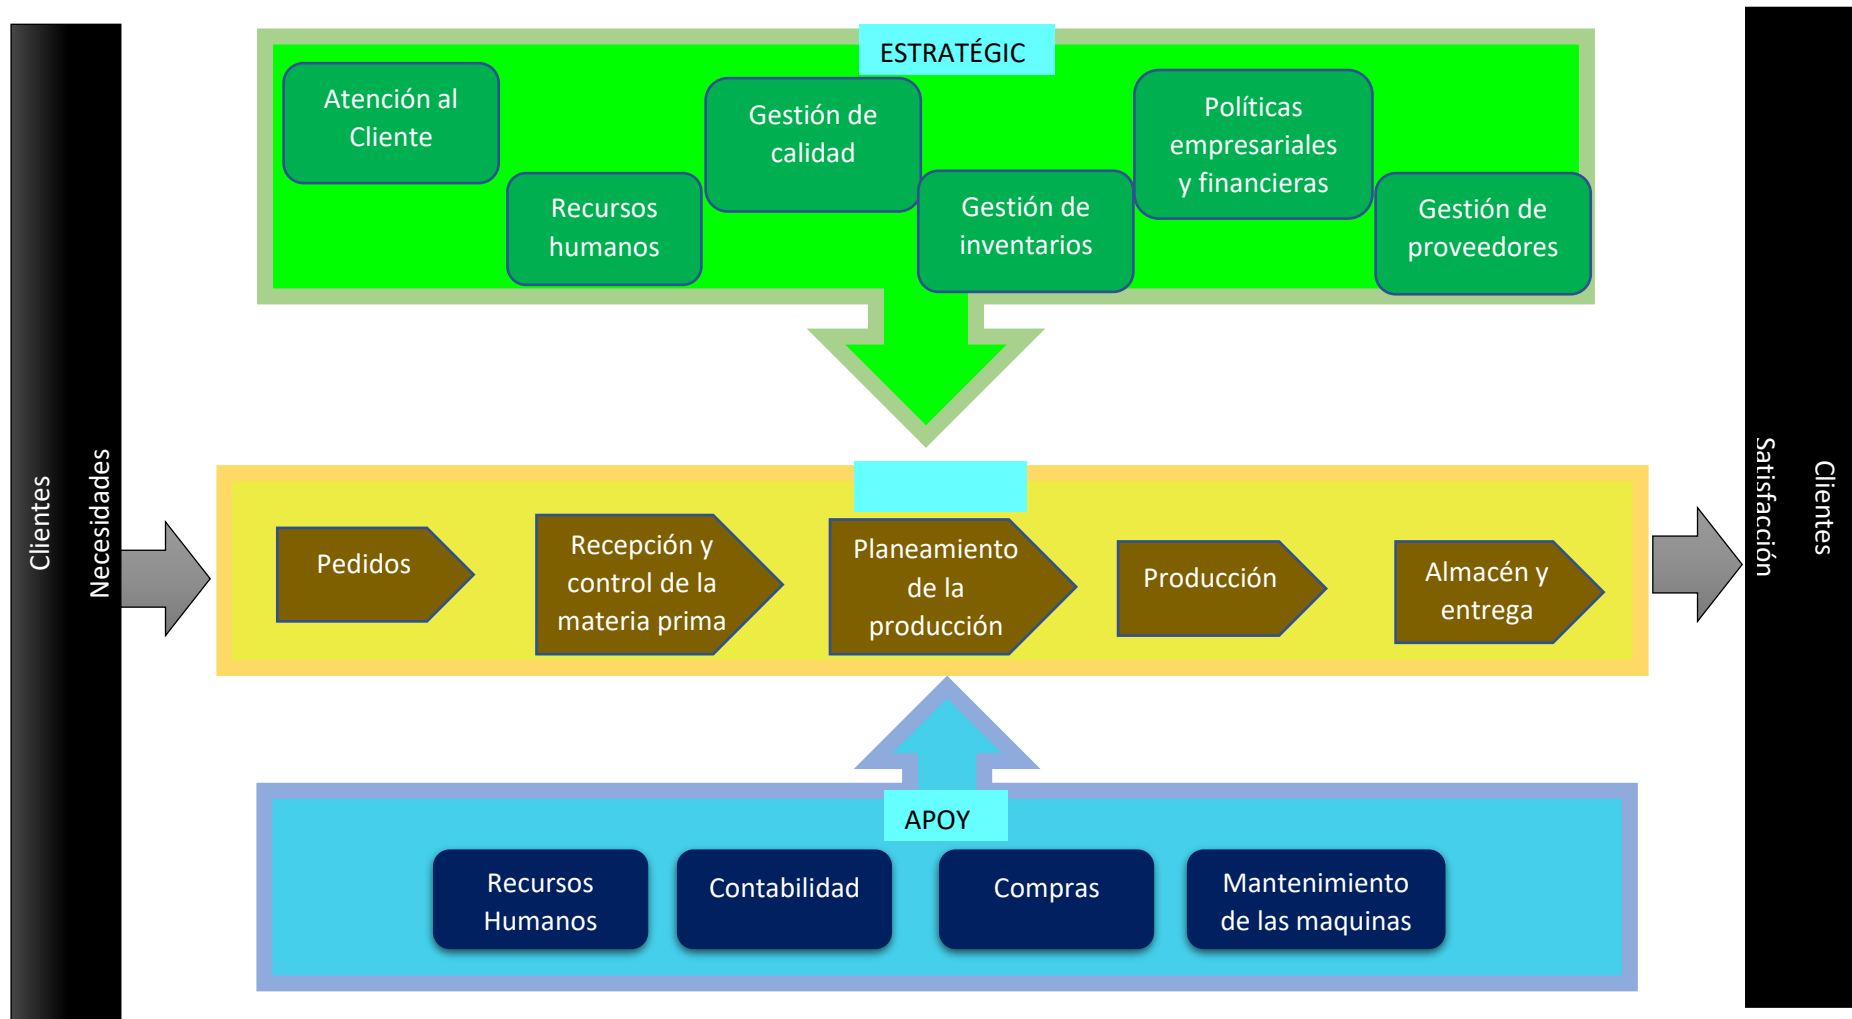 ESTRATÉGIC
Atención al
Cliente
Recursos
humanos
Gestión de
calidad
Gestión de
inventarios
Políticas
empresariales
y financieras
Gestión de
proveedores
Clientes
Necesidades
Pedidos
Recepción y
control de la
materia prima
Planeamiento
de la
producción
Producción
Almacén y
entrega
Satisfacción
Clientes
APOY
Recursos
Humanos
Contabilidad
Compras
Mantenimiento
de las maquinas